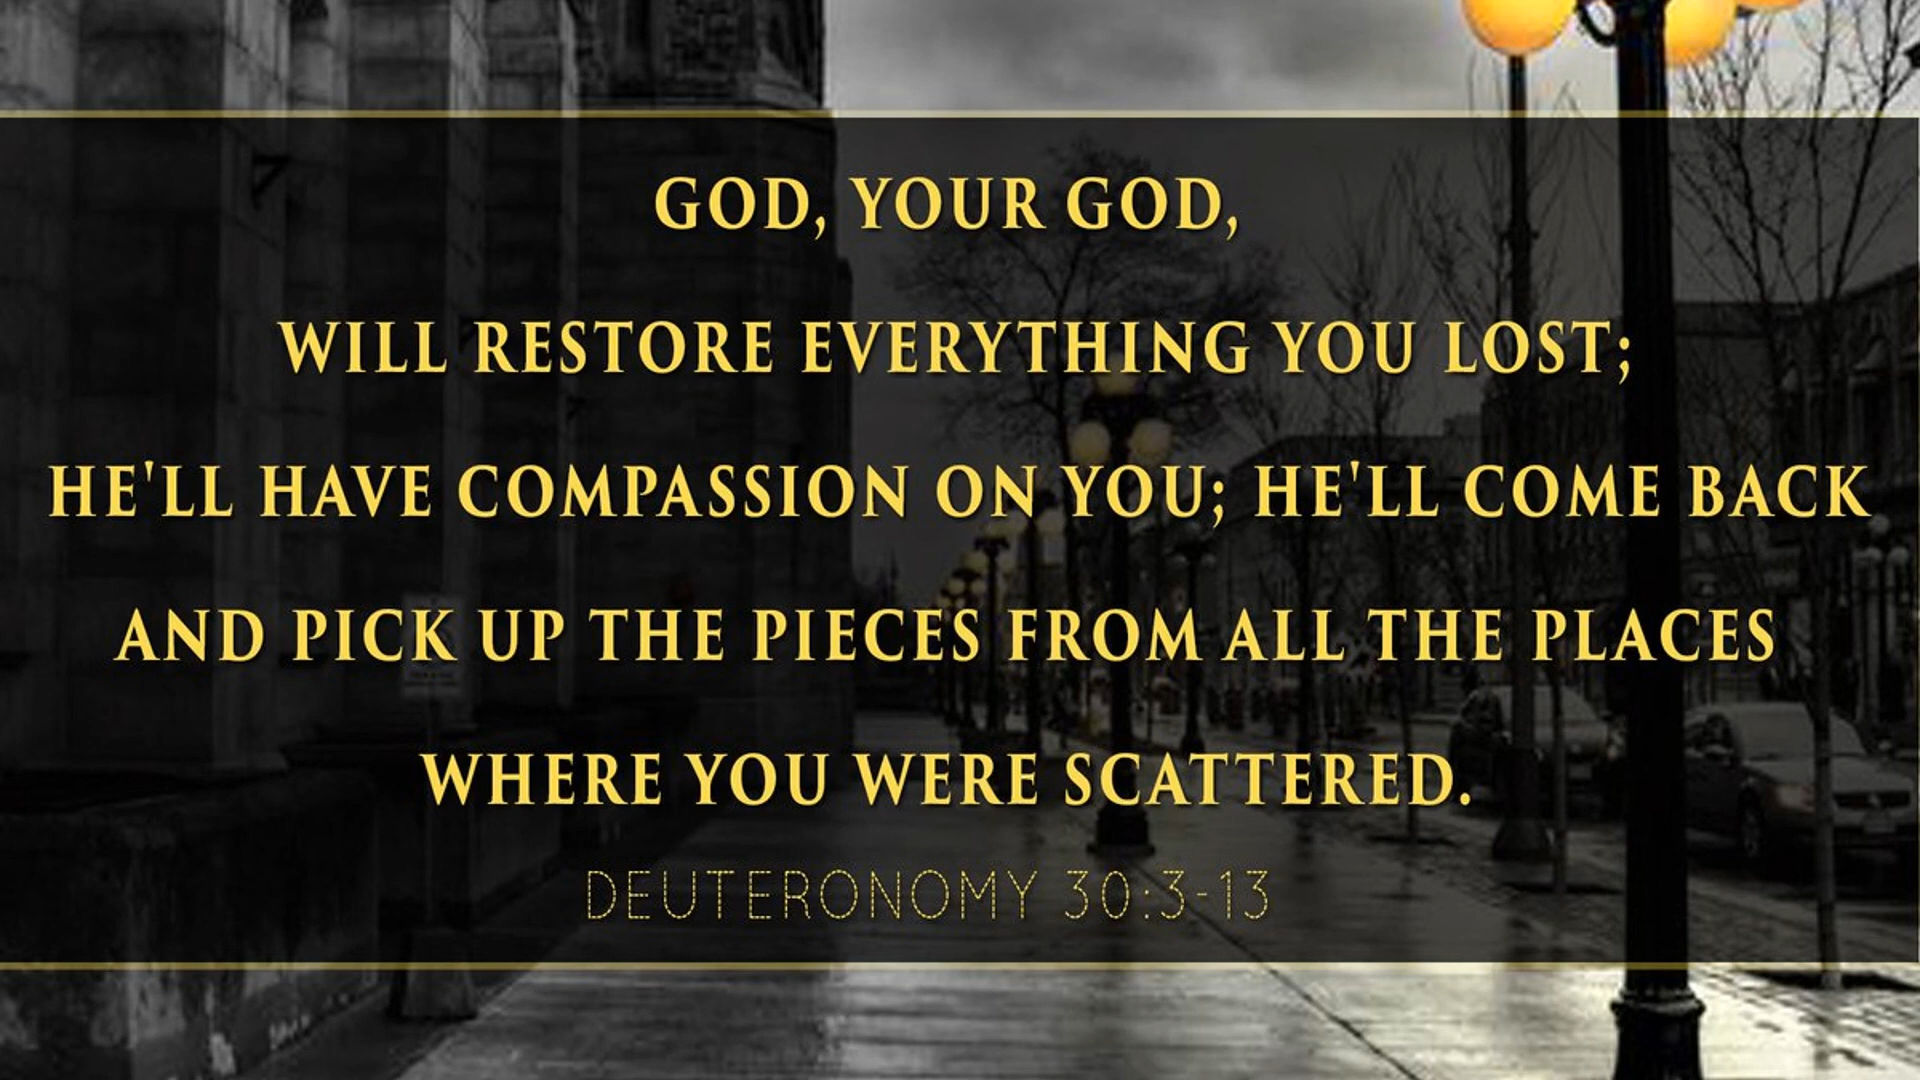 GOD, YOUR GOD,
WILL RESTORE EVERYTHING YOU LOST;
HE'LL HAVE COMPASSION ON YOU; HE'LL COME BACK
AND PICK UP THE PIECES FROM ALL THE PLACES
WHERE YOU WERE SCATTERED.
DEUTERONOMY 30:3-13